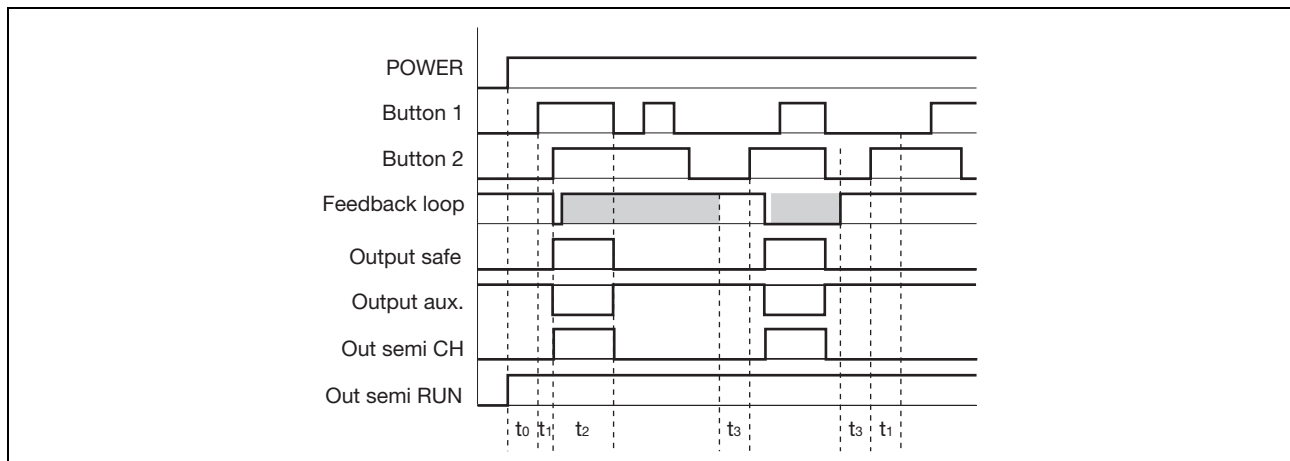 POWER
Button 1
Button 2
Feedback loop
Output safe
Output aux.
Out semi CH
Out semi RUN
t0 t1 t2 t3 t3 t1